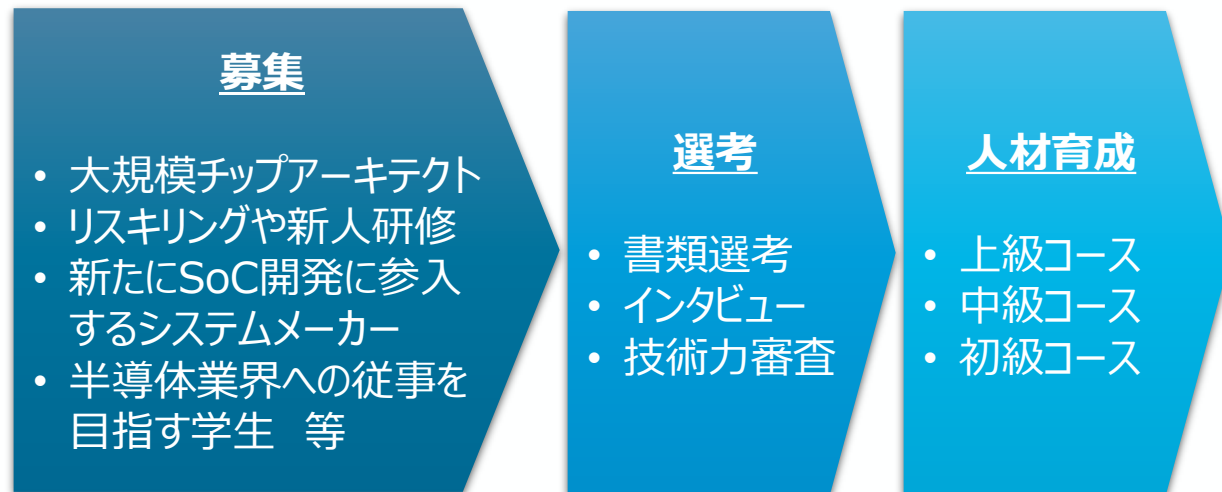 募集
• 大規模チップアーキテクト
• リスキリングや新人研修
• 新たにSoC開発に参入
するシステムメーカー
• 半導体業界への従事を
目指す学生　等
選考
• 書類選考
• インタビュー
• 技術力審査
人材育成
• 上級コース
• 中級コース
• 初級コース